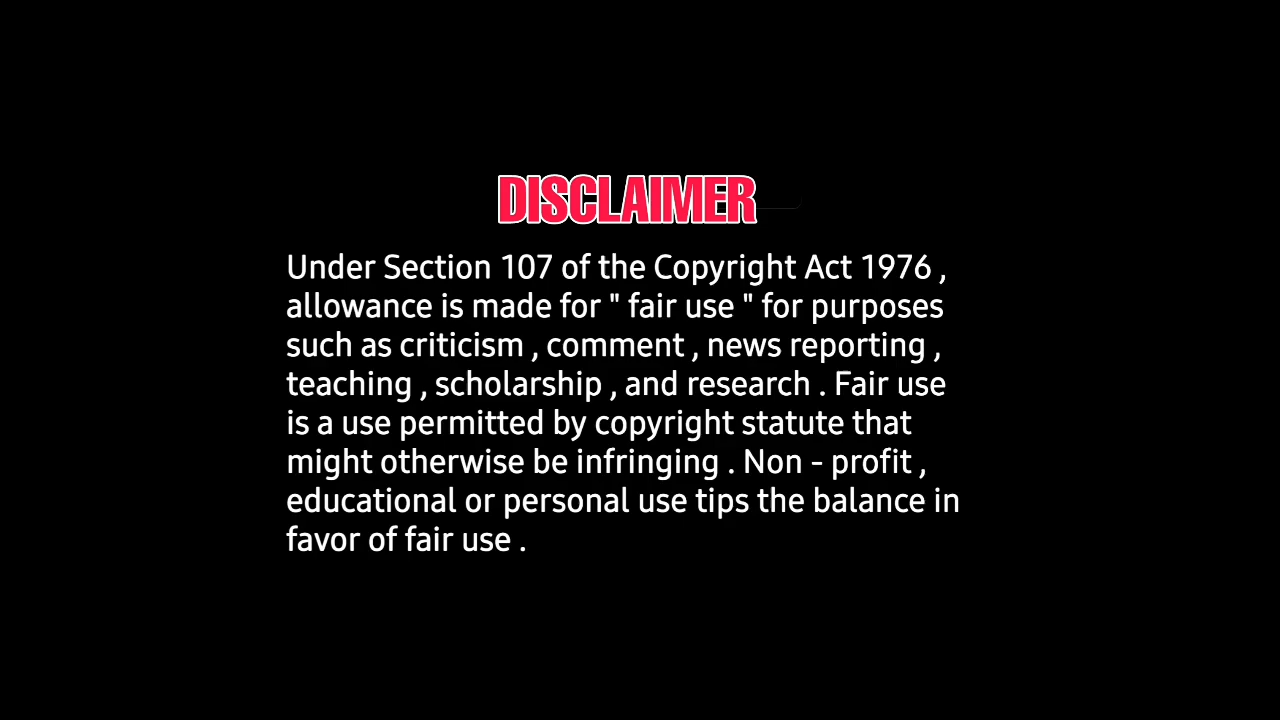 DISCLAIMER
Under Section 107 of the Copyright Act 1976 ,
allowance is made for " fair use " for purposes
such as criticism , comment , news reporting ,
teaching , scholarship , and research . Fair use
is a use permitted by copyright statute that
might otherwise be infringing . Non - profit ,
educational or personal use tips the balance in
favor of fair use .